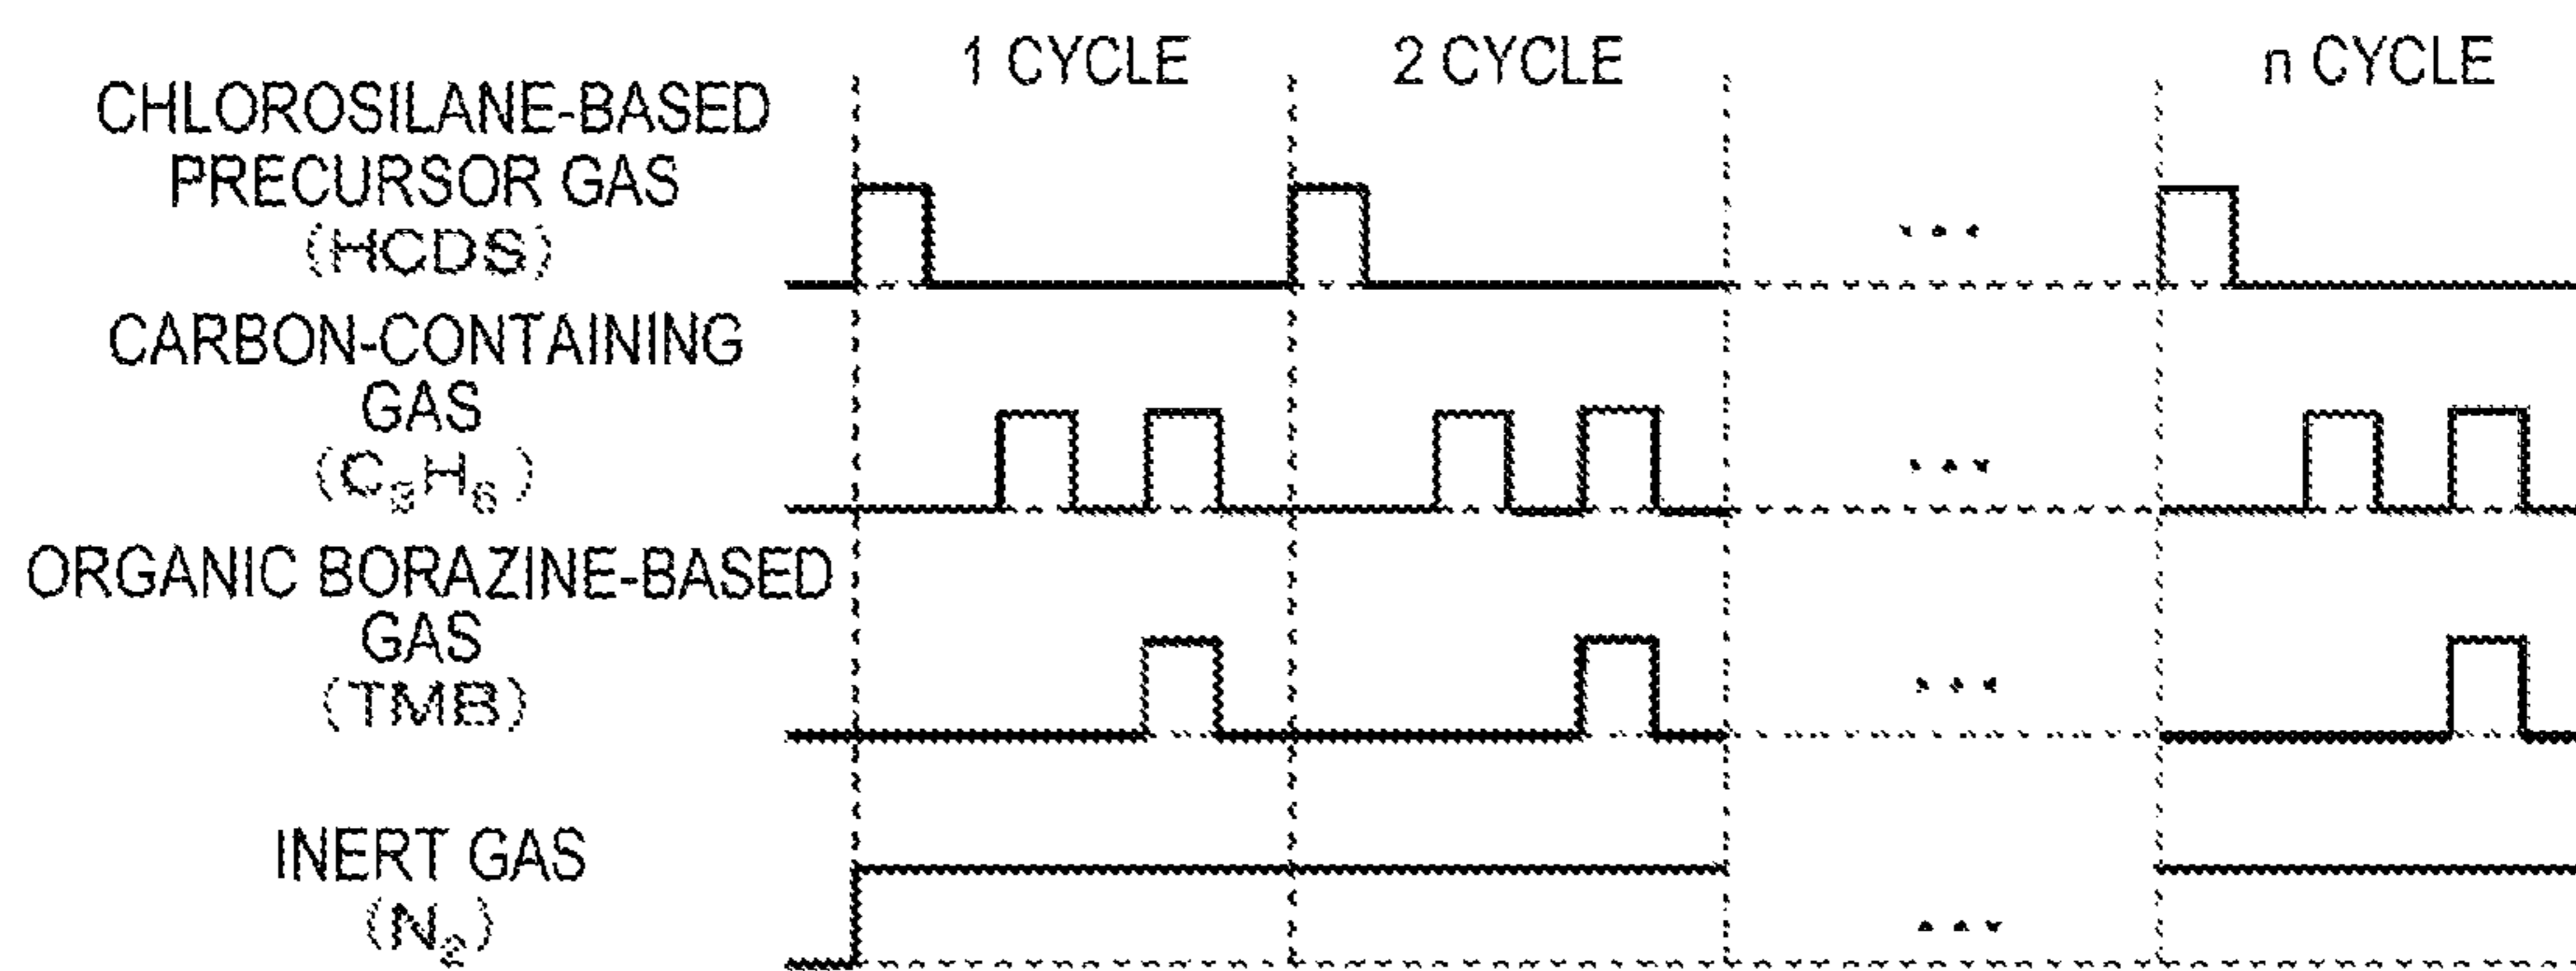 1 CYCLE
2 CYCLE
n CYCLE
CHLOROSILANE-BASED
PRECURSOR GAS
(HCDS)
...
CARBON-CONTAINING
GAS
(C₃H₆)
...
ORGANIC BORAZINE-BASED
GAS
(TMB)
...
INERT GAS
(N₂)
...